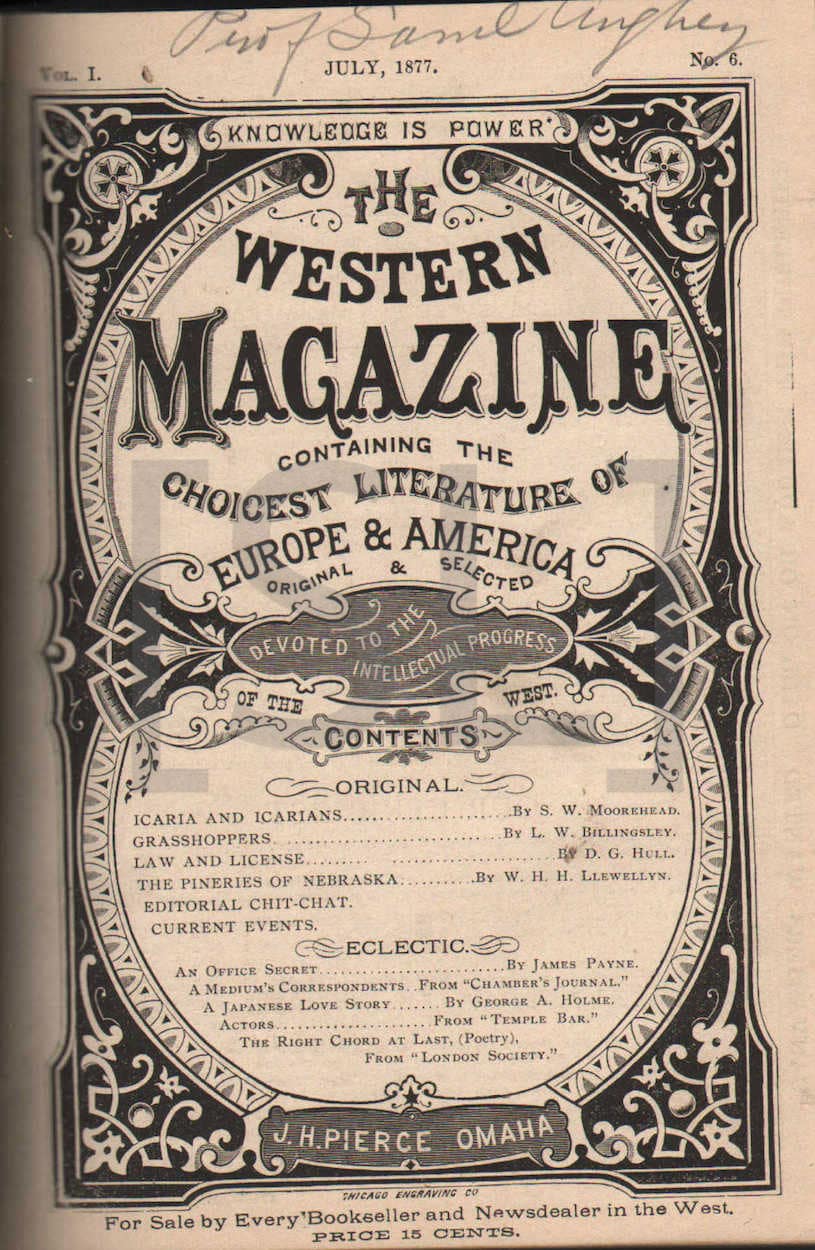 Prof Saml Aughey
VOL. I. JULY, 1877. No. 6.
KNOWLEDGE IS POWER
THE
WESTERN
MAGAZINE
CONTAINING THE
CHOICEST LITERATURE OF
EUROPE & AMERICA
ORIGINAL & SELECTED
DEVOTED TO THE
INTELLECTUAL PROGRESS
OF THE WEST.
CONTENTS
ORIGINAL.
ICARIA AND ICARIANS......................By S. W. MOOREHEAD.
GRASSHOPPERS..............................By L. W. BILLINGSLEY.
LAW AND LICENSE.................................By D. G. HULL.
THE PINERIES OF NEBRASKA..........By W. H. H. LLEWELLYN.
EDITORIAL CHIT-CHAT.
CURRENT EVENTS.
ECLECTIC.
AN OFFICE SECRET..........................By JAMES PAYNE.
A MEDIUM'S CORRESPONDENTS..FROM "CHAMBER'S JOURNAL."
A JAPANESE LOVE STORY.......By GEORGE A. HOLME.
ACTORS......................FROM "TEMPLE BAR."
THE RIGHT CHORD AT LAST, (Poetry),
FROM "LONDON SOCIETY."
J.H.PIERCE OMAHA
CHICAGO ENGRAVING CO
For Sale by Every Bookseller and Newsdealer in the West.
PRICE 15 CENTS.